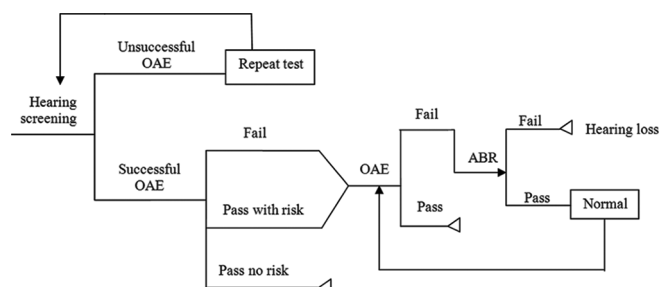 Unsuccessful
OAE
Repeat test
Hearing
screening
Fail
Successful
OAE
Pass with risk
Pass no risk
OAE
Fail
Pass
ABR
Fail
Hearing loss
Pass
Normal